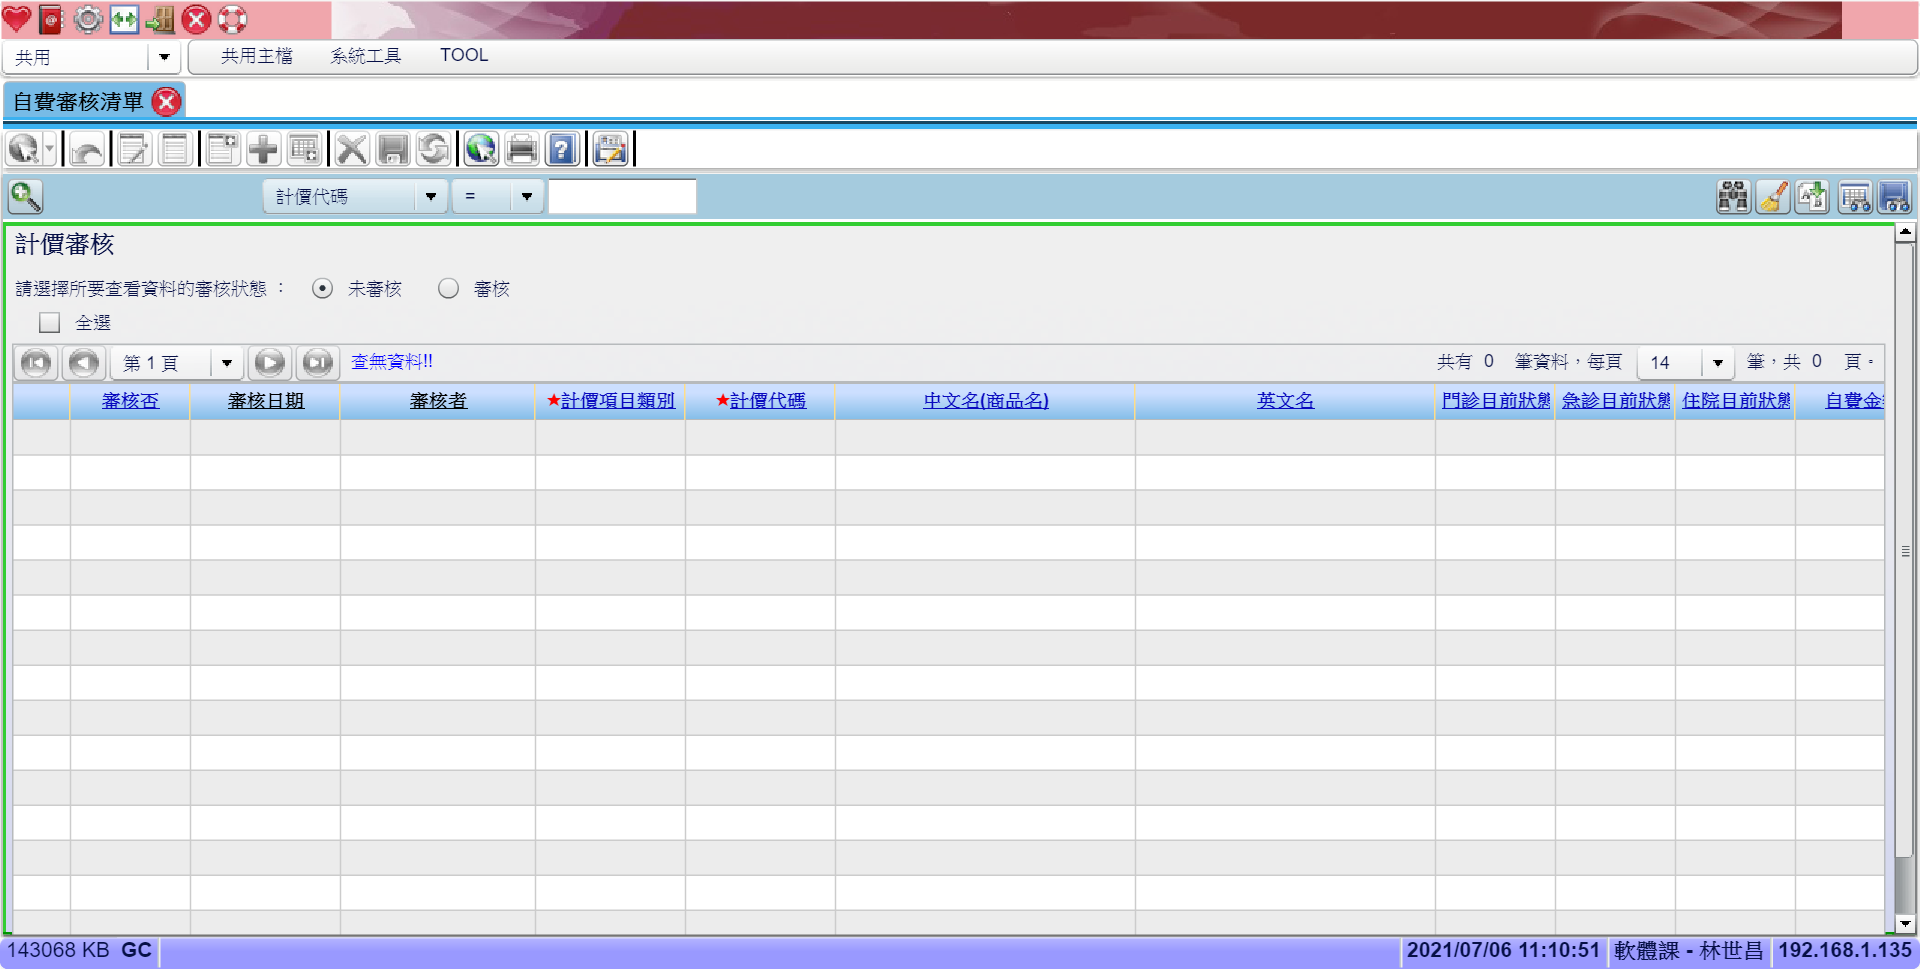 共用
共用主檔 系統工具 TOOL
自費審核清單
計價代碼 =
計價審核
請選擇所要查看資料的審核狀態： 未審核 審核
全選
第 1 頁 查無資料!! 共有 0 筆資料，每頁 14 筆，共 0 頁。
審核否 審核日期 審核者 ★計價項目類別 ★計價代碼 中文名(商品名) 英文名 門診目前狀態 急診目前狀態 住院目前狀態 自費金
143068 KB GC 2021/07/06 11:10:51 軟體課 - 林世昌 192.168.1.135